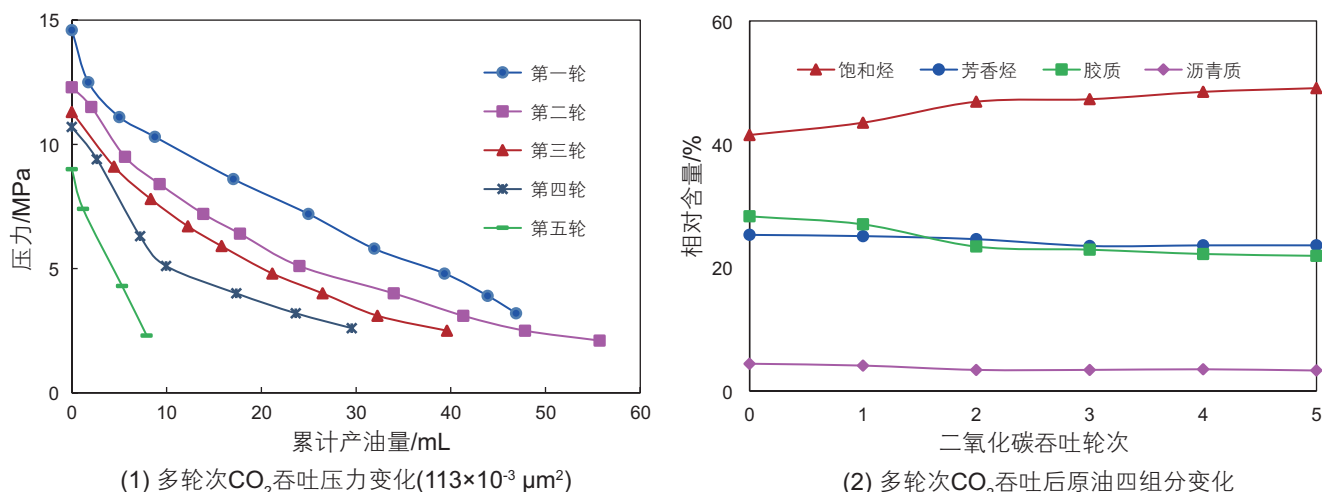 15
10
5
0
压力/MPa
第一轮
第二轮
第三轮
第四轮
第五轮
0 10 20 30 40 50 60
累计产油量/mL
(1) 多轮次CO₂吞吐压力变化(113×10⁻³ μm²)
60
40
20
0
相对含量/%
饱和烃 芳香烃 胶质 沥青质
0 1 2 3 4 5
二氧化碳吞吐轮次
(2) 多轮次CO₂吞吐后原油四组分变化